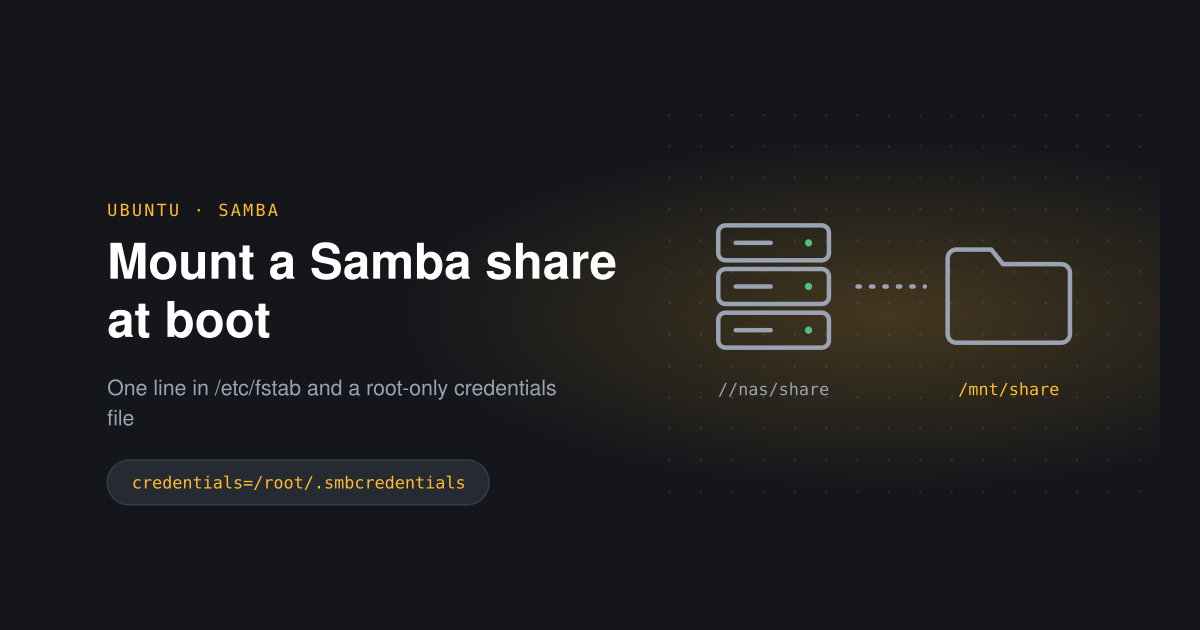 UBUNTU · SAMBA
Mount a Samba share
at boot
One line in /etc/fstab and a root-only credentials
file
credentials=/root/.smbcredentials
//nas/share
/mnt/share